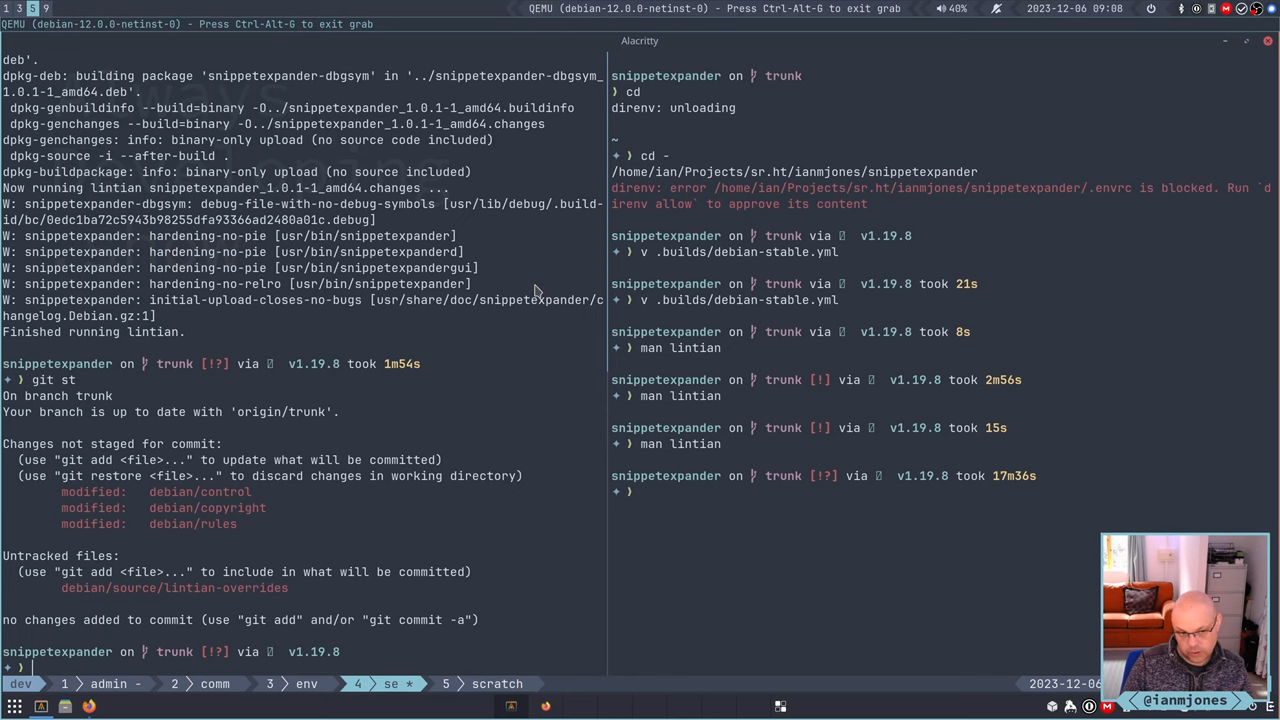 1 3 5 9
QEMU (debian-12.0.0-netinst-0) - Press Ctrl-Alt-G to exit grab
40%
2023-12-06 09:08
QEMU (debian-12.0.0-netinst-0) - Press Ctrl-Alt-G to exit grab
Alacritty
deb'.
dpkg-deb: building package 'snippetexpander-dbgsym' in '../snippetexpander-dbgsym_
1.0.1-1_amd64.deb'.
 dpkg-genbuildinfo --build=binary -O../snippetexpander_1.0.1-1_amd64.buildinfo
 dpkg-genchanges --build=binary -O../snippetexpander_1.0.1-1_amd64.changes
dpkg-genchanges: info: binary-only upload (no source code included)
 dpkg-source -i --after-build .
dpkg-buildpackage: info: binary-only upload (no source included)
Now running lintian snippetexpander_1.0.1-1_amd64.changes ...
W: snippetexpander-dbgsym: debug-file-with-no-debug-symbols [usr/lib/debug/.build-
id/bc/0edc1ba72c5943b98255dfa93366ad2480a01c.debug]
W: snippetexpander: hardening-no-pie [usr/bin/snippetexpander]
W: snippetexpander: hardening-no-pie [usr/bin/snippetexpanderd]
W: snippetexpander: hardening-no-pie [usr/bin/snippetexpandergui]
W: snippetexpander: hardening-no-relro [usr/bin/snippetexpander]
W: snippetexpander: initial-upload-closes-no-bugs [usr/share/doc/snippetexpander/c
hangelog.Debian.gz:1]
Finished running lintian.
snippetexpander on trunk [!?] via v1.19.8 took 1m54s
❯ git st
On branch trunk
Your branch is up to date with 'origin/trunk'.
Changes not staged for commit:
  (use "git add <file>..." to update what will be committed)
  (use "git restore <file>..." to discard changes in working directory)
modified: debian/control
modified: debian/copyright
modified: debian/rules
Untracked files:
  (use "git add <file>..." to include in what will be committed)
debian/source/lintian-overrides
no changes added to commit (use "git add" and/or "git commit -a")
snippetexpander on trunk [!?] via v1.19.8
❯
snippetexpander on trunk
❯ cd
direnv: unloading
~
❯ cd -
/home/ian/Projects/sr.ht/ianmjones/snippetexpander
direnv: error /home/ian/Projects/sr.ht/ianmjones/snippetexpander/.envrc is blocked. Run `d
irenv allow` to approve its content
snippetexpander on trunk via v1.19.8
❯ v .builds/debian-stable.yml
snippetexpander on trunk via v1.19.8 took 21s
❯ v .builds/debian-stable.yml
snippetexpander on trunk via v1.19.8 took 8s
❯ man lintian
snippetexpander on trunk [!] via v1.19.8 took 2m56s
❯ man lintian
snippetexpander on trunk [!] via v1.19.8 took 15s
❯ man lintian
snippetexpander on trunk [!?] via v1.19.8 took 17m36s
❯
dev 1 admin - 2 comm 3 env 4 se * 5 scratch
2023-12-06
@ianmjones